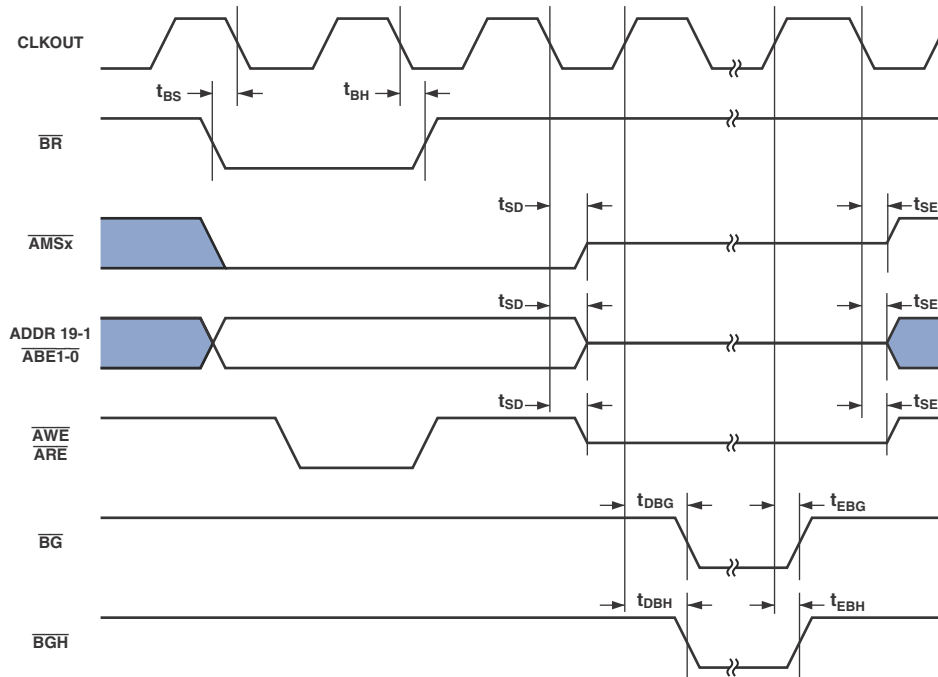 CLKOUT
tBS
tBH
BR
tSD
tSE
AMSx
tSD
tSE
ADDR 19-1
ABE1-0
tSD
tSE
AWE
ARE
tDBG
tEBG
BG
tDBH
tEBH
BGH